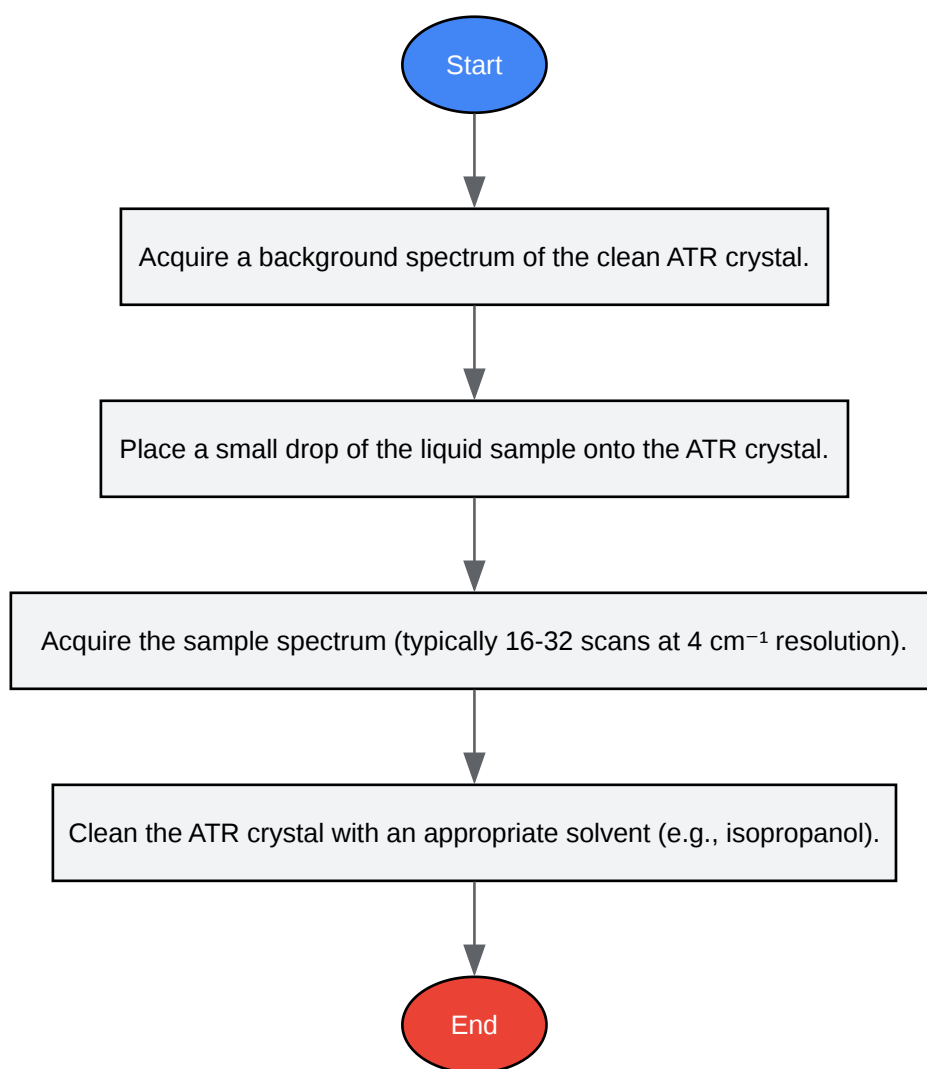 Start
Acquire a background spectrum of the clean ATR crystal.
Place a small drop of the liquid sample onto the ATR crystal.
Acquire the sample spectrum (typically 16-32 scans at 4 cm⁻¹ resolution).
Clean the ATR crystal with an appropriate solvent (e.g., isopropanol).
End